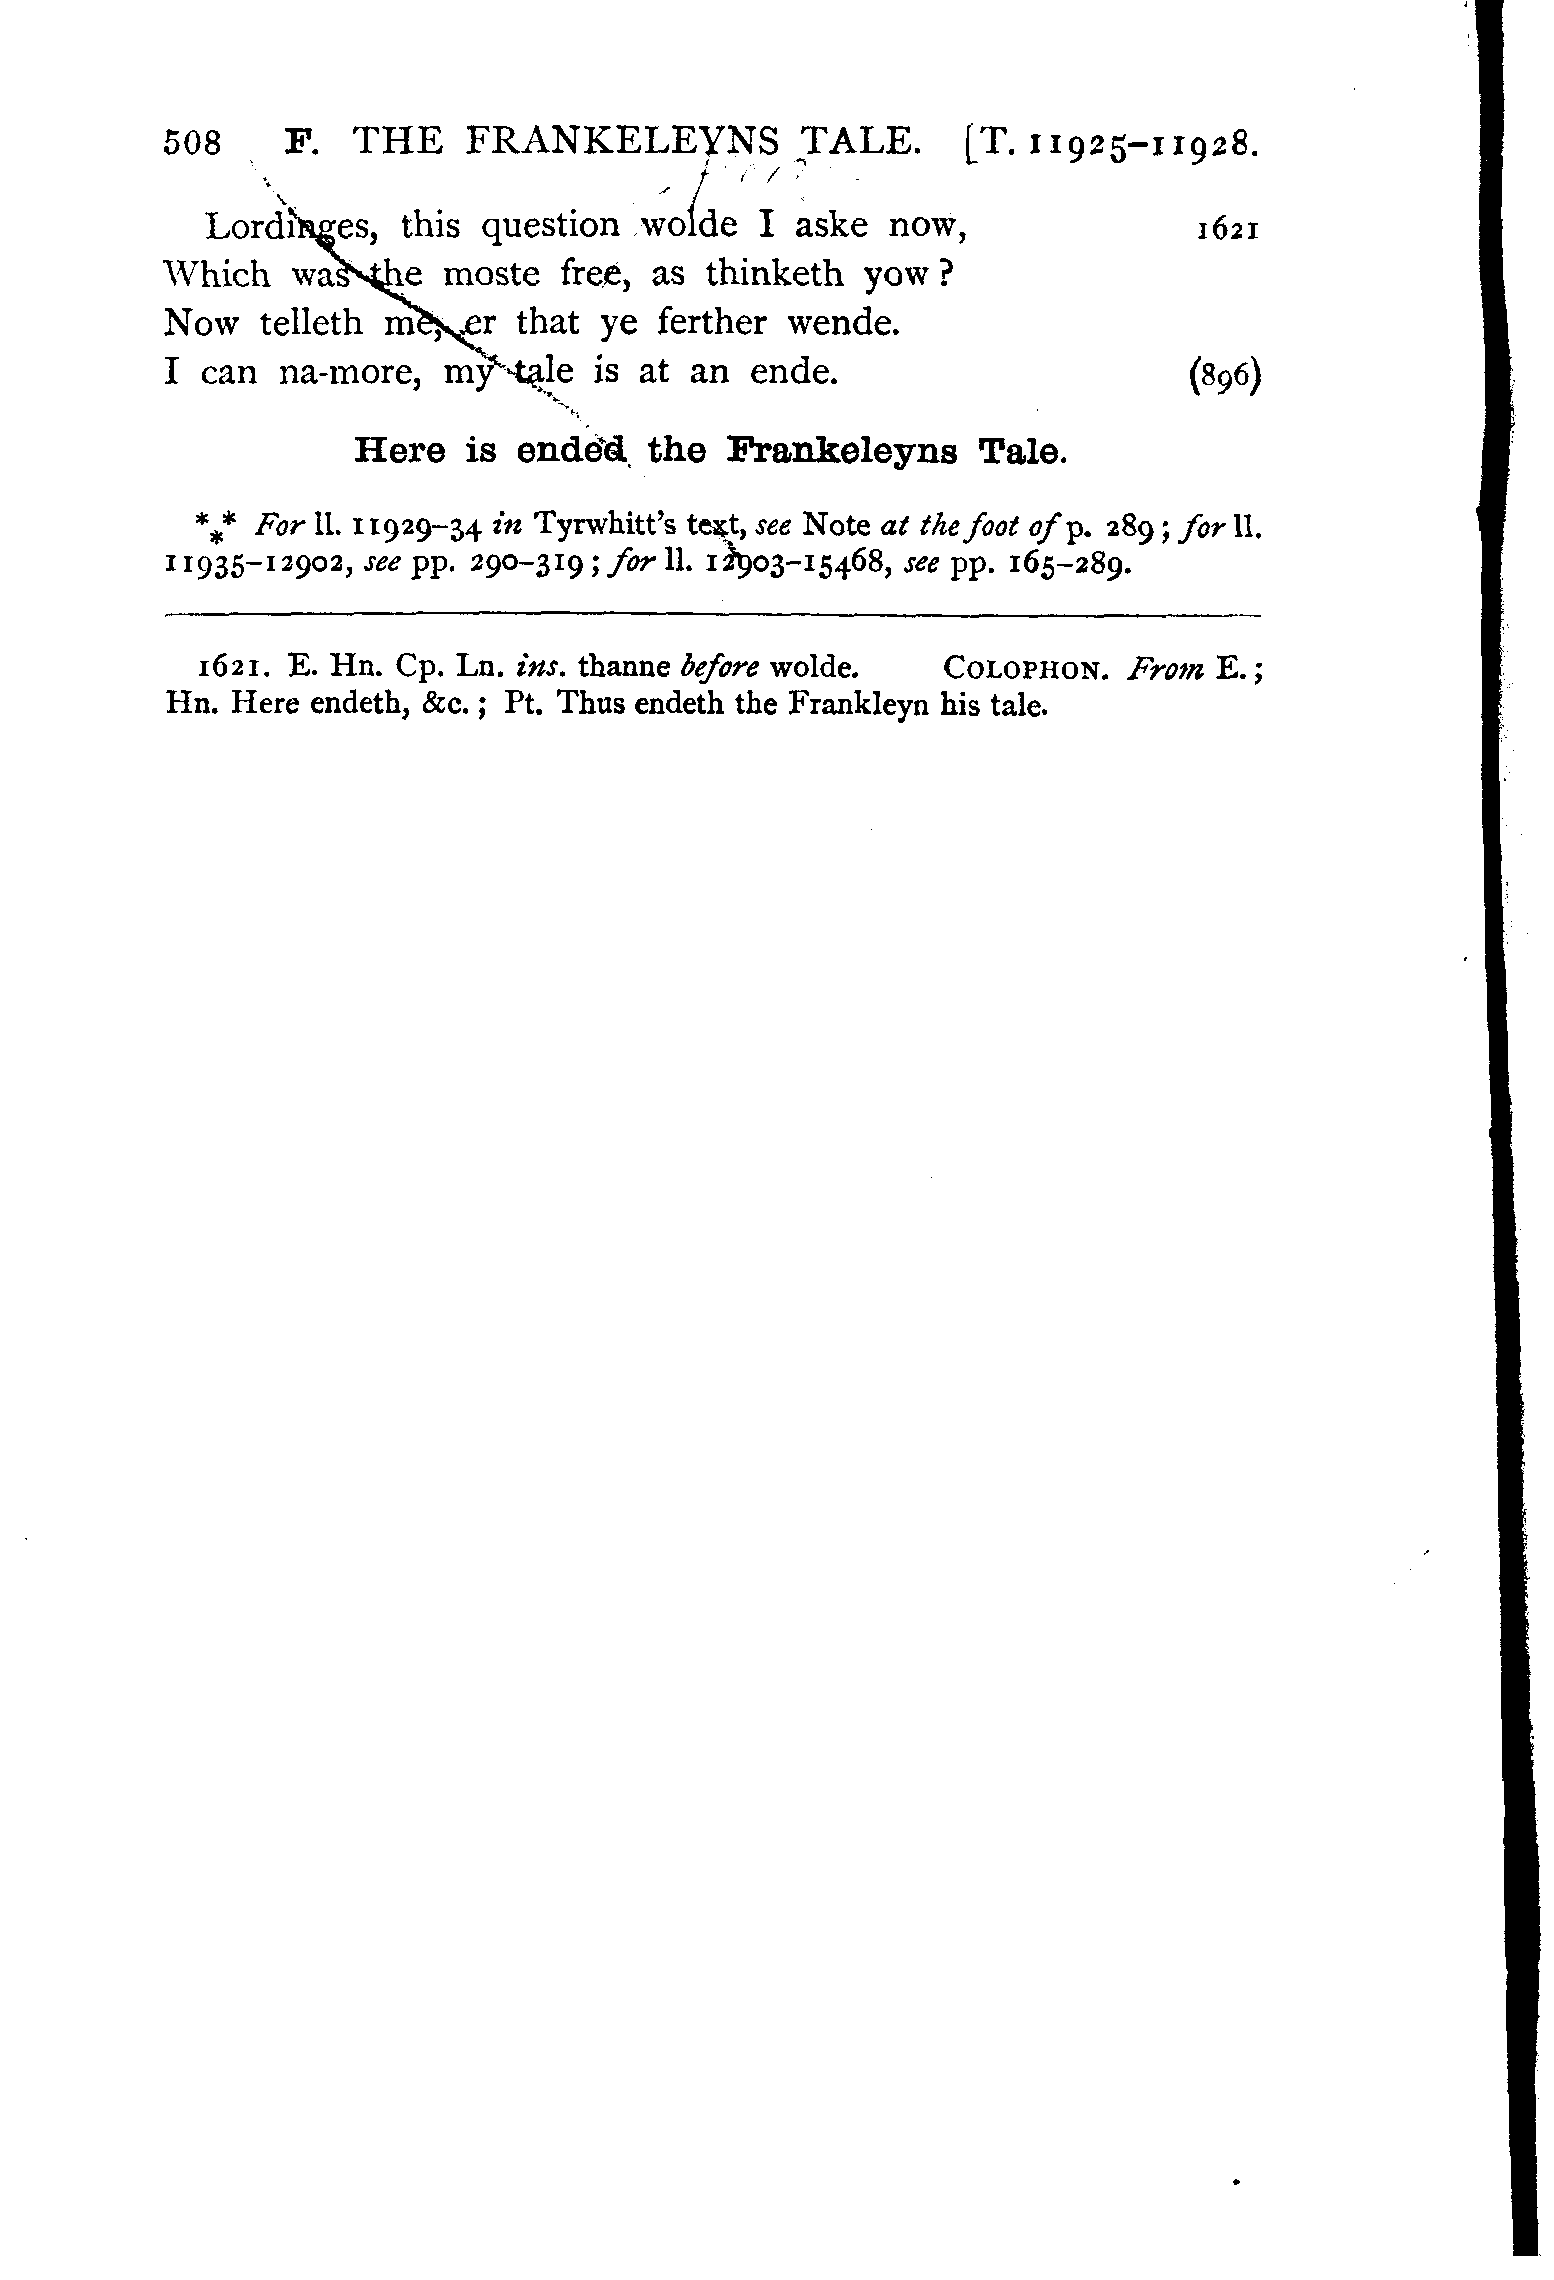 508 F. THE FRANKELEYNS TALE. [T. 11925–11928.
Lordinges, this question wolde I aske now, 1621
Which was the moste free, as thinketh yow?
Now telleth me, er that ye ferther wende.
I can na-more, my tale is at an ende. (896)
Here is ended the Frankeleyns Tale.
*⁎* For ll. 11929–34 in Tyrwhitt's text, see Note at the foot of p. 289; for ll.
11935–12902, see pp. 290–319; for ll. 12903–15468, see pp. 165–289.
1621. E. Hn. Cp. Ln. ins. thanne before wolde. COLOPHON. From E.;
Hn. Here endeth, &c.; Pt. Thus endeth the Frankleyn his tale.